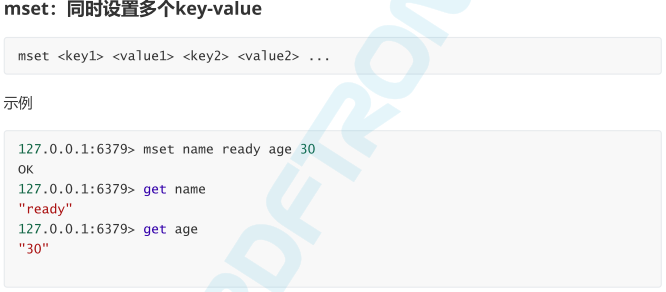 mset：同时设置多个key-value
mset <key1> <value1> <key2> <value2> ...
示例
127.0.0.1:6379> mset name ready age 30
OK
127.0.0.1:6379> get name
"ready"
127.0.0.1:6379> get age
"30"
PDFTRON